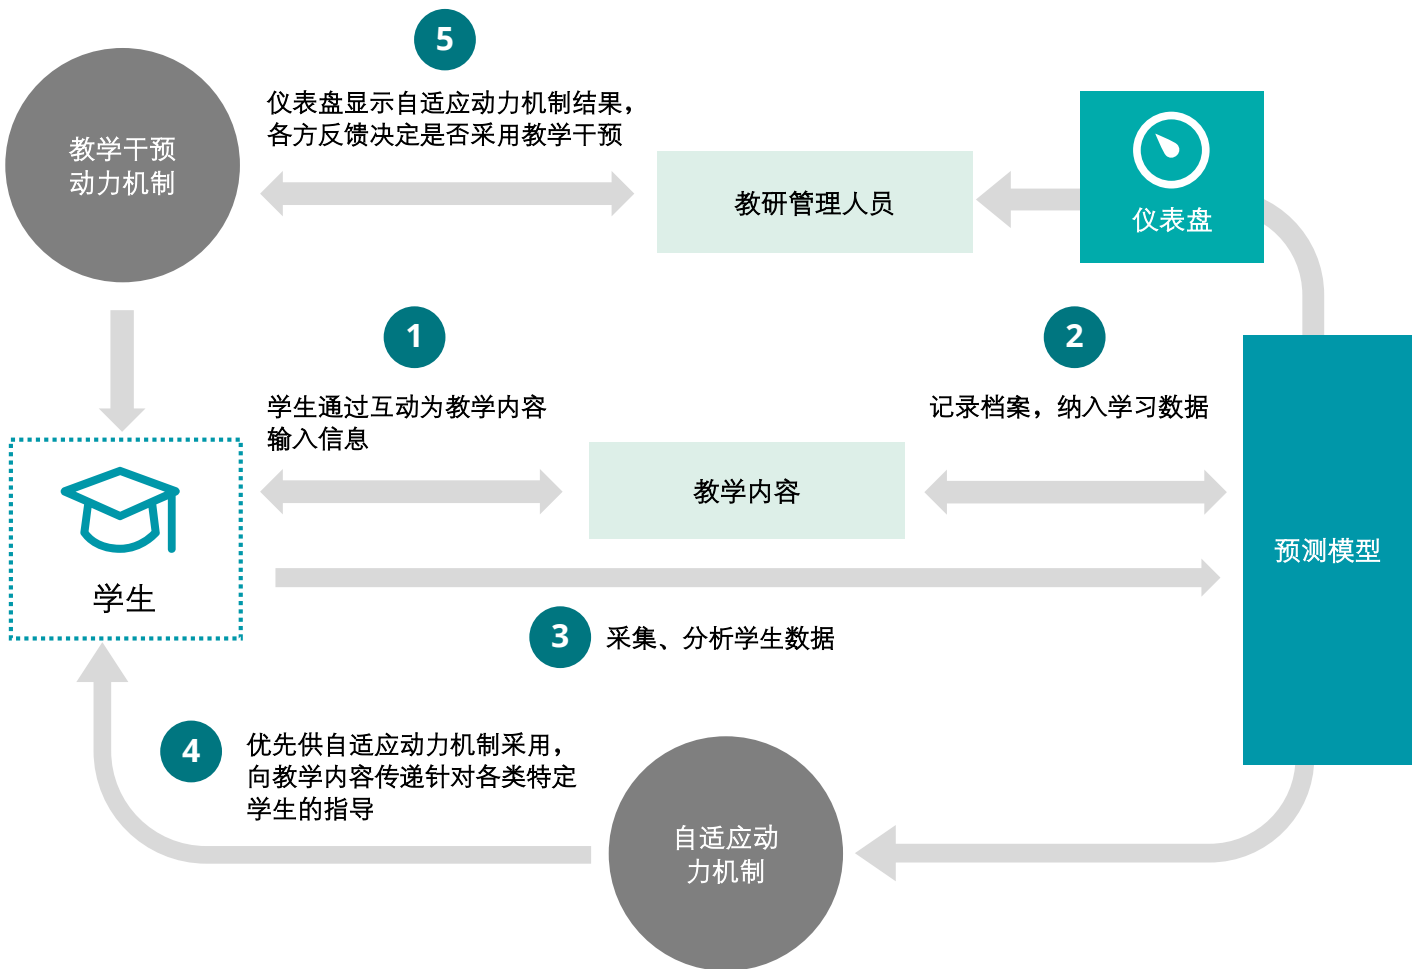 5
仪表盘显示自适应动力机制结果，
各方反馈决定是否采用教学干预
教学干预
动力机制
教研管理人员
仪表盘
1
学生通过互动为教学内容
输入信息
2
记录档案，纳入学习数据
教学内容
预测模型
学生
3
采集、分析学生数据
4
优先供自适应动力机制采用，
向教学内容传递针对各类特定
学生的指导
自适应动
力机制